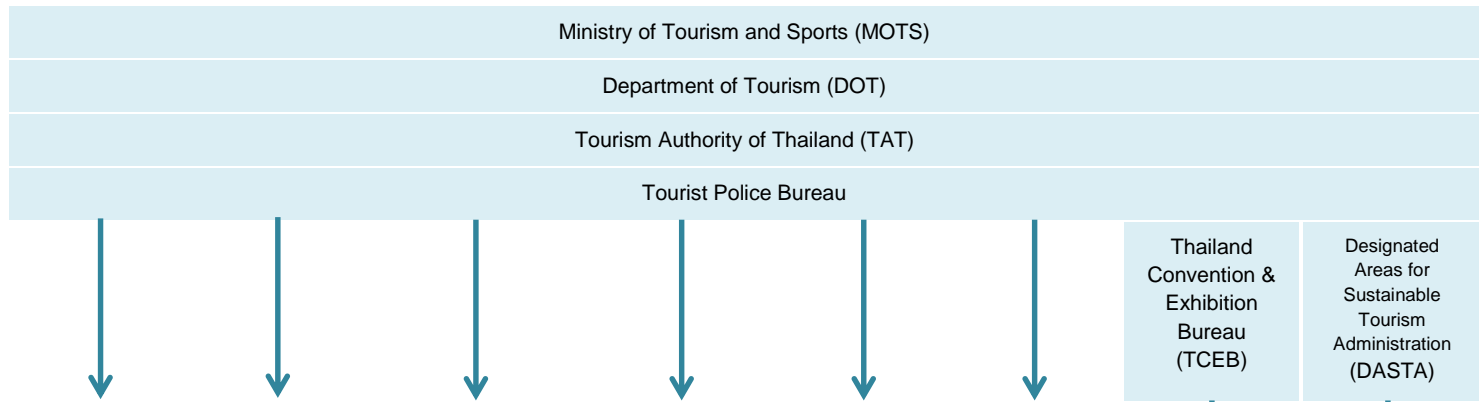 Ministry of Tourism and Sports (MOTS)
Department of Tourism (DOT)
Tourism Authority of Thailand (TAT)
Tourist Police Bureau
Thailand
Convention &
Exhibition
Bureau
(TCEB)
Designated
Areas for
Sustainable
Tourism
Administration
(DASTA)